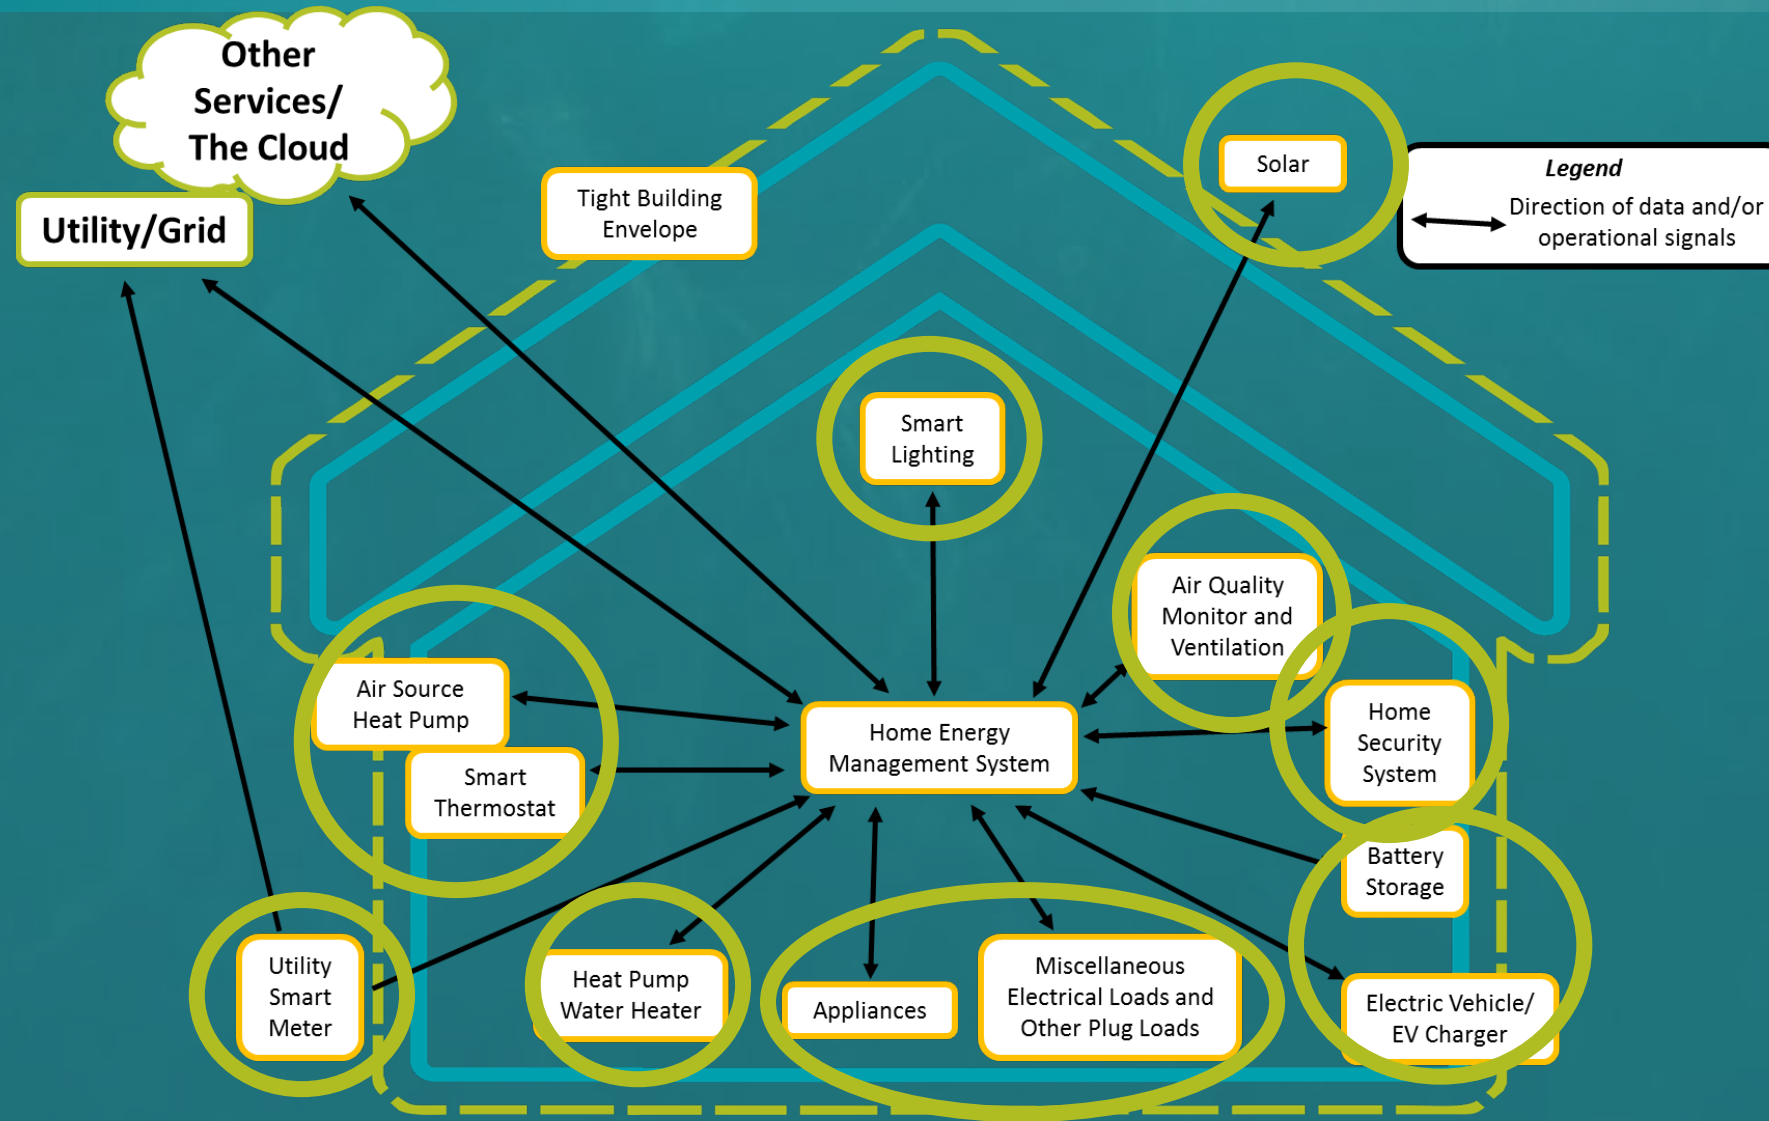 Other
Services/
The Cloud
Utility/Grid
Tight Building
Envelope
Solar
Legend
Direction of data and/or
operational signals
Smart
Lighting
Air Quality
Monitor and
Ventilation
Air Source
Heat Pump
Smart
Thermostat
Home Energy
Management System
Home
Security
System
Battery
Storage
Utility
Smart
Meter
Heat Pump
Water Heater
Appliances
Miscellaneous
Electrical Loads and
Other Plug Loads
Electric Vehicle/
EV Charger